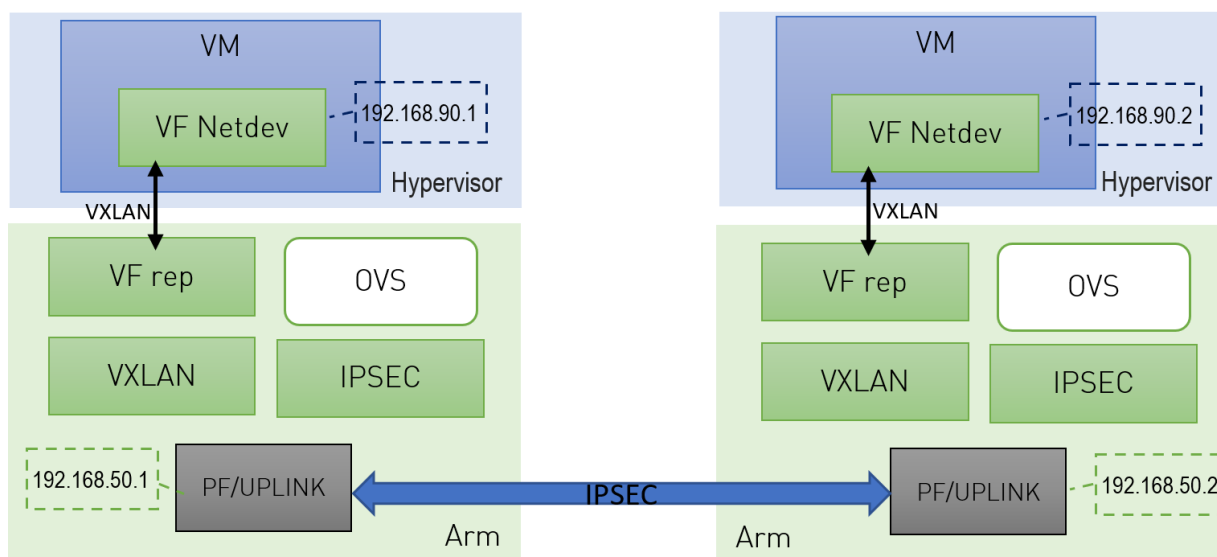 VM
VF Netdev
192.168.90.1
Hypervisor
VXLAN
VF rep
OVS
VXLAN
IPSEC
192.168.50.1
PF/UPLINK
Arm
IPSEC
VM
VF Netdev
192.168.90.2
Hypervisor
VXLAN
VF rep
OVS
VXLAN
IPSEC
PF/UPLINK
192.168.50.2
Arm